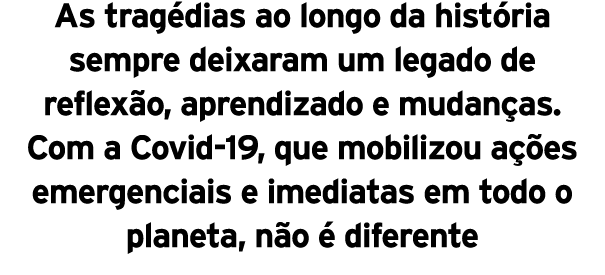 As tragédias ao longo da história
sempre deixaram um legado de
reflexão, aprendizado e mudanças.
Com a Covid-19, que mobilizou ações
emergenciais e imediatas em todo o
planeta, não é diferente